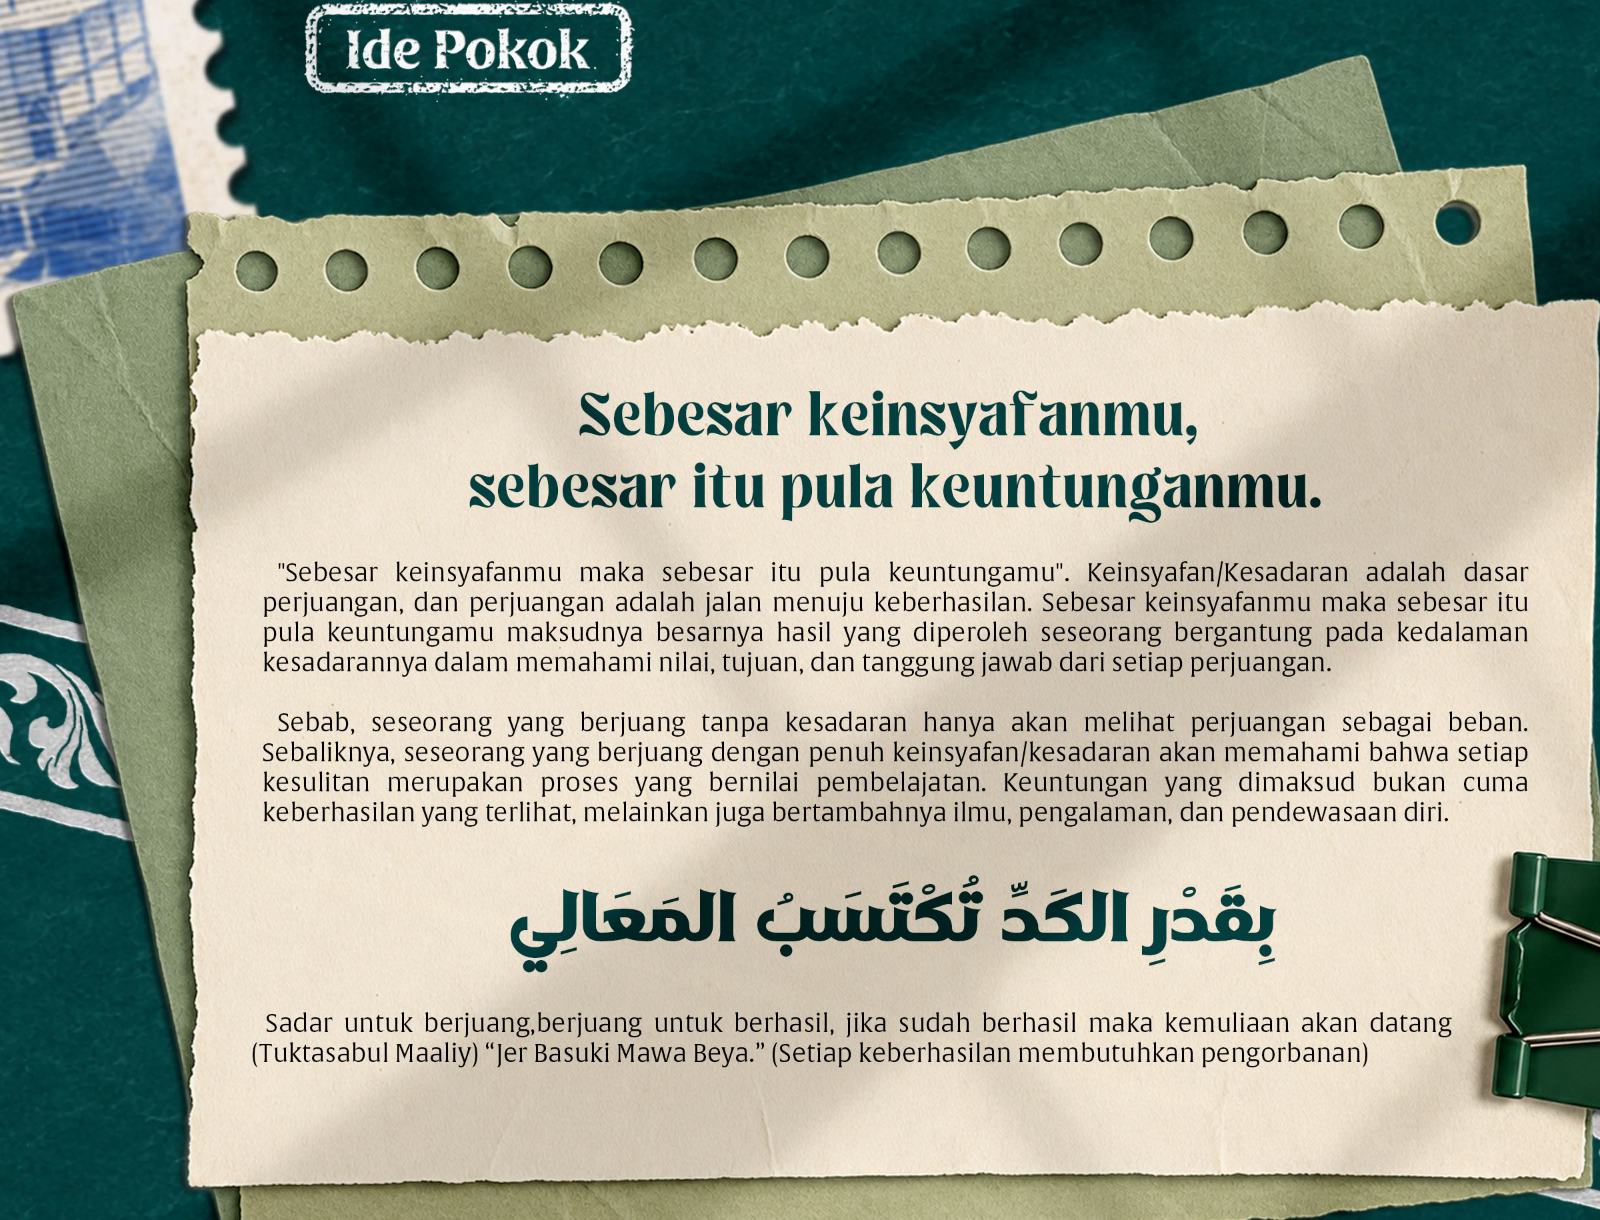 Ide Pokok
Sebesar keinsyafanmu,
sebesar itu pula keuntunganmu.
"Sebesar keinsyafanmu maka sebesar itu pula keuntungamu". Keinsyafan/Kesadaran adalah dasar
perjuangan, dan perjuangan adalah jalan menuju keberhasilan. Sebesar keinsyafanmu maka sebesar itu
pula keuntungamu maksudnya besarnya hasil yang diperoleh seseorang bergantung pada kedalaman
kesadarannya dalam memahami nilai, tujuan, dan tanggung jawab dari setiap perjuangan.
Sebab, seseorang yang berjuang tanpa kesadaran hanya akan melihat perjuangan sebagai beban.
Sebaliknya, seseorang yang berjuang dengan penuh keinsyafan/kesadaran akan memahami bahwa setiap
kesulitan merupakan proses yang bernilai pembelajatan. Keuntungan yang dimaksud bukan cuma
keberhasilan yang terlihat, melainkan juga bertambahnya ilmu, pengalaman, dan pendewasaan diri.
بِقَدْرِ الكَدِّ تُكْتَسَبُ المَعَالِي
Sadar untuk berjuang,berjuang untuk berhasil, jika sudah berhasil maka kemuliaan akan datang
(Tuktasabul Maaliy) “Jer Basuki Mawa Beya.” (Setiap keberhasilan membutuhkan pengorbanan)